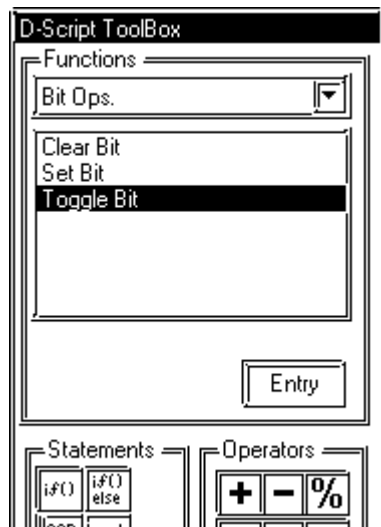 D-Script ToolBox
Functions
Bit Ops.
Clear Bit
Set Bit
Toggle Bit
Entry
Statements
if()
if()
else
Operators
+ - %